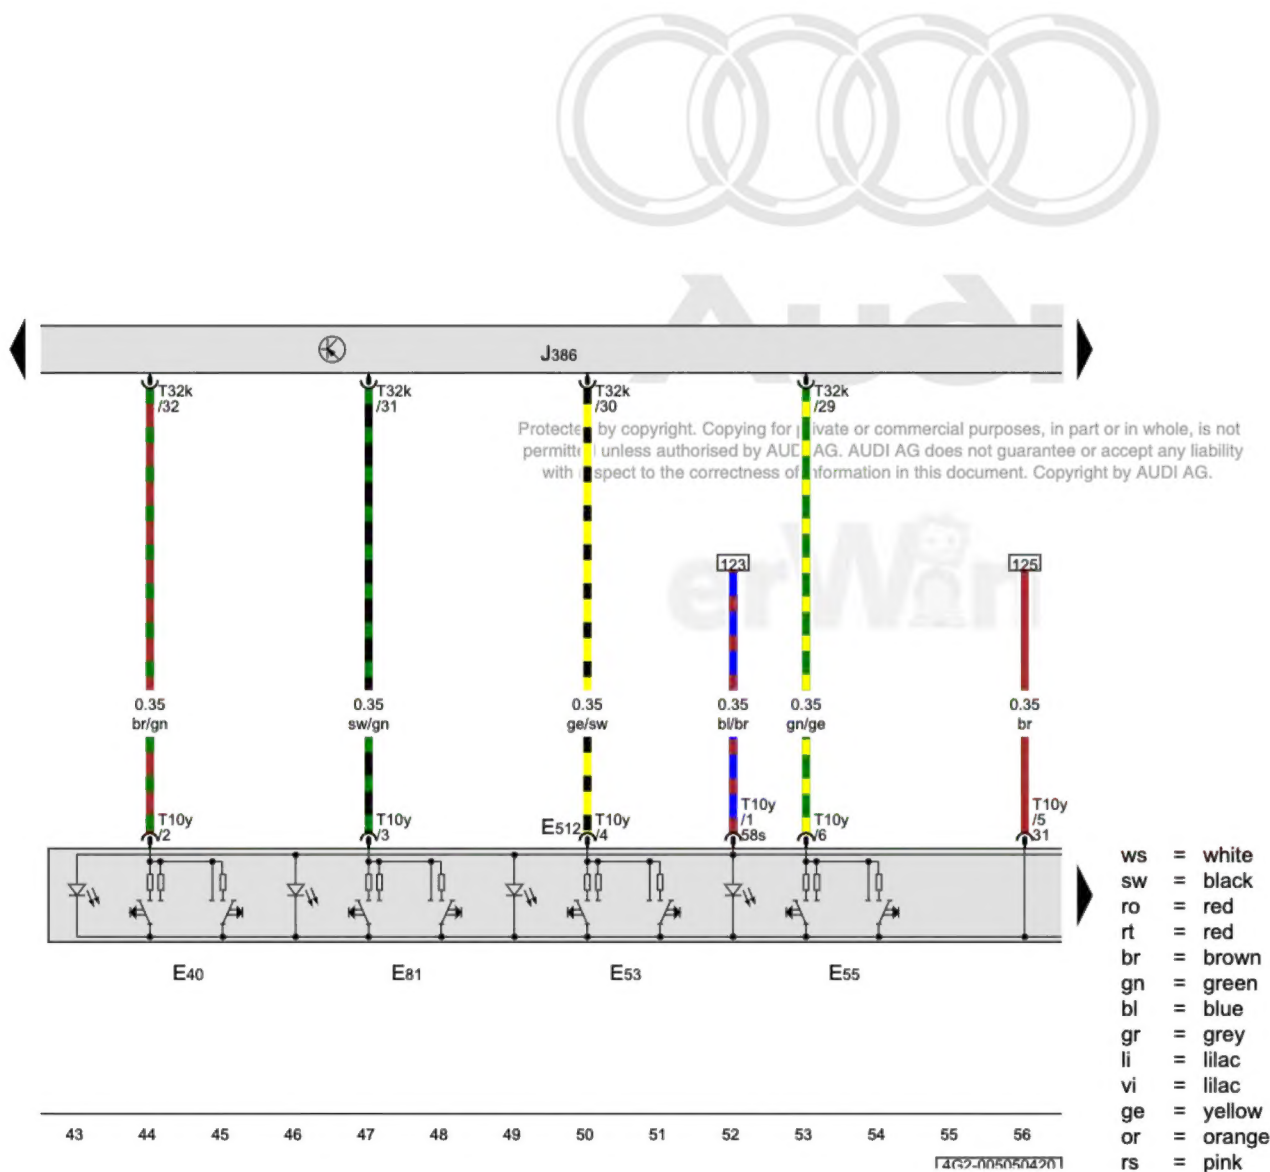 Audi
J386
T32k
/32
T32k
/31
T32k
/30
T32k
/29
Protected by copyright. Copying for private or commercial purposes, in part or in whole, is not
permitted unless authorised by AUDI AG. AUDI AG does not guarantee or accept any liability
with respect to the correctness of information in this document. Copyright by AUDI AG.
erWin
123
125
0.35
br/gn
0.35
sw/gn
0.35
ge/sw
0.35
bl/br
0.35
gn/ge
0.35
br
T10y
/2
T10y
/3
E512
T10y
/4
T10y
/1
58s
T10y
/6
T10y
/5
31
E40
E81
E53
E55
ws = white
sw = black
ro = red
rt = red
br = brown
gn = green
bl = blue
gr = grey
li = lilac
vi = lilac
ge = yellow
or = orange
rs = pink
43 44 45 46 47 48 49 50 51 52 53 54 55 56
4G2-005050420